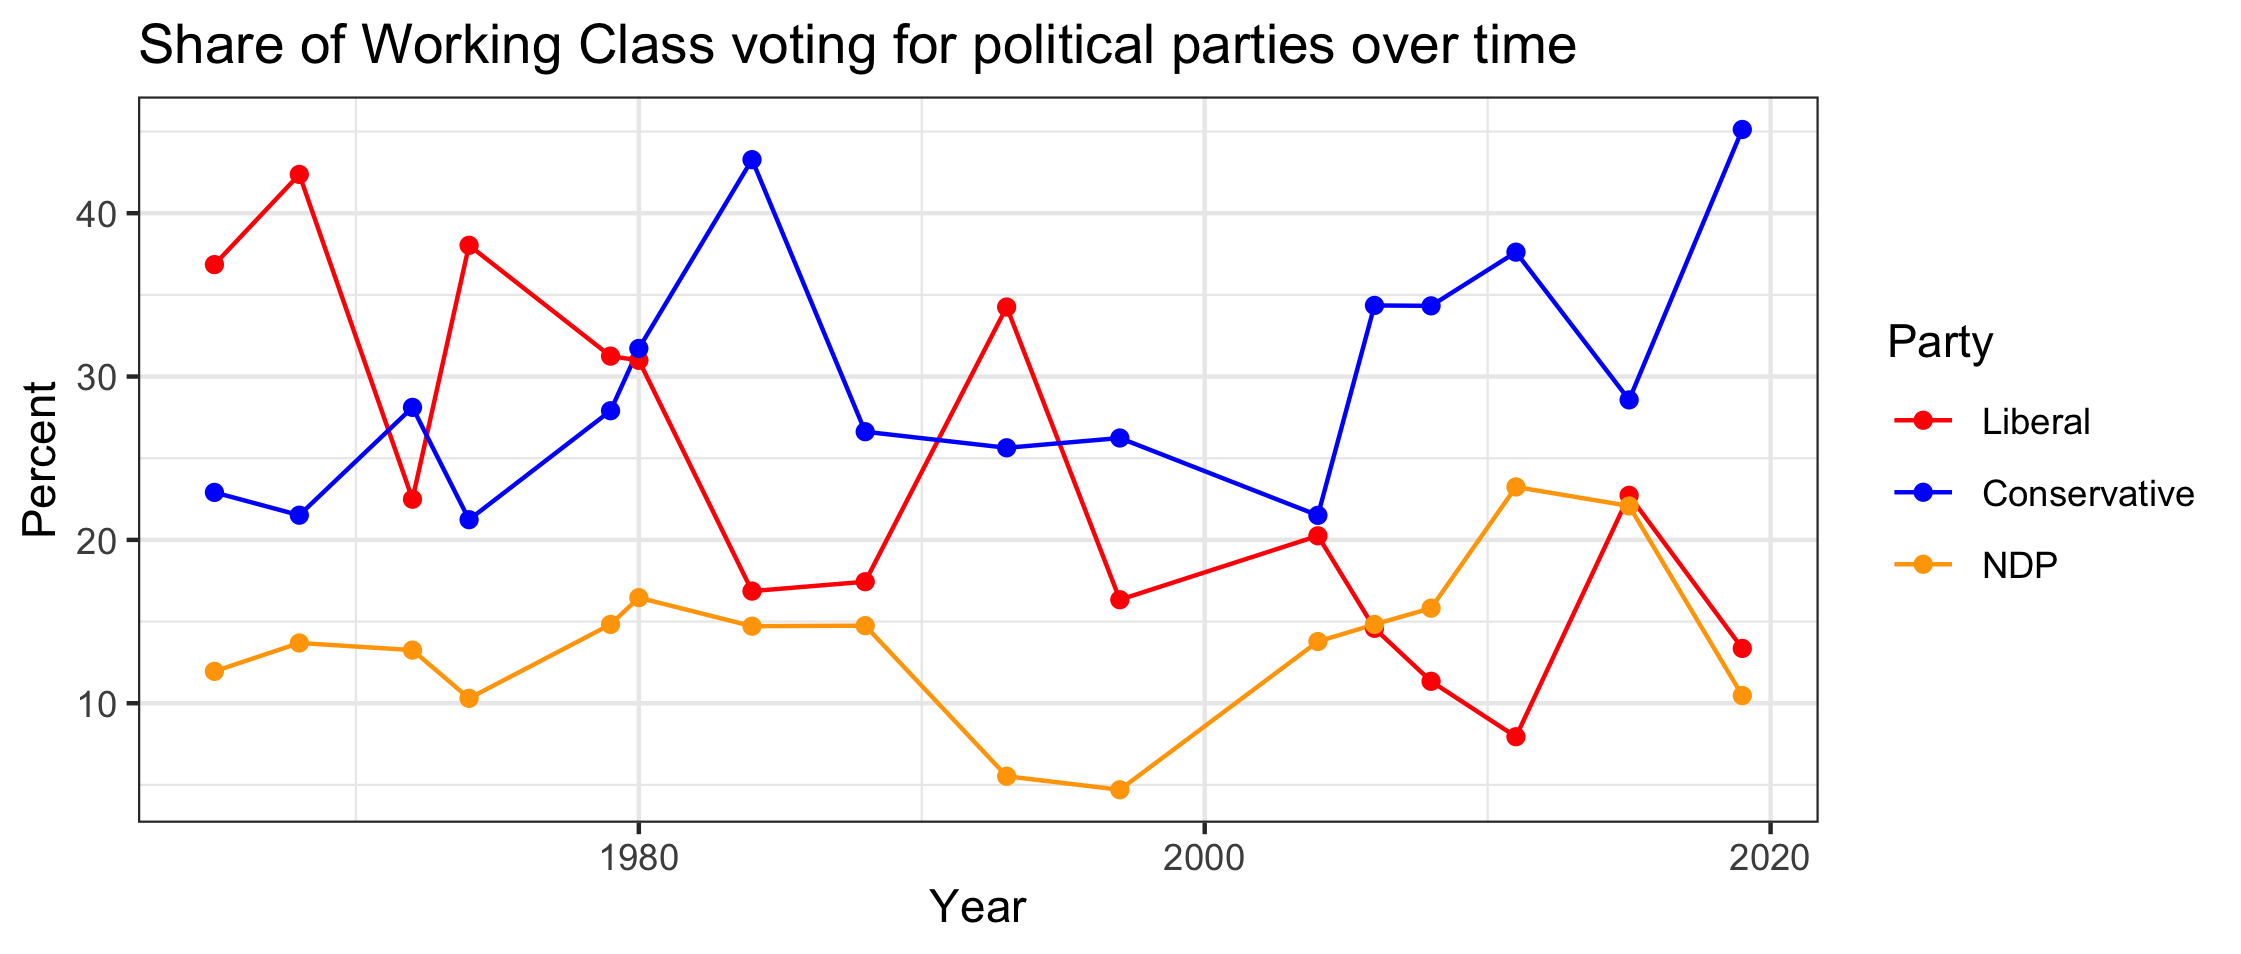 Share of Working Class voting for political parties over time
Percent
40
30
20
10
1980
2000
2020
Year
Party
Liberal
Conservative
NDP